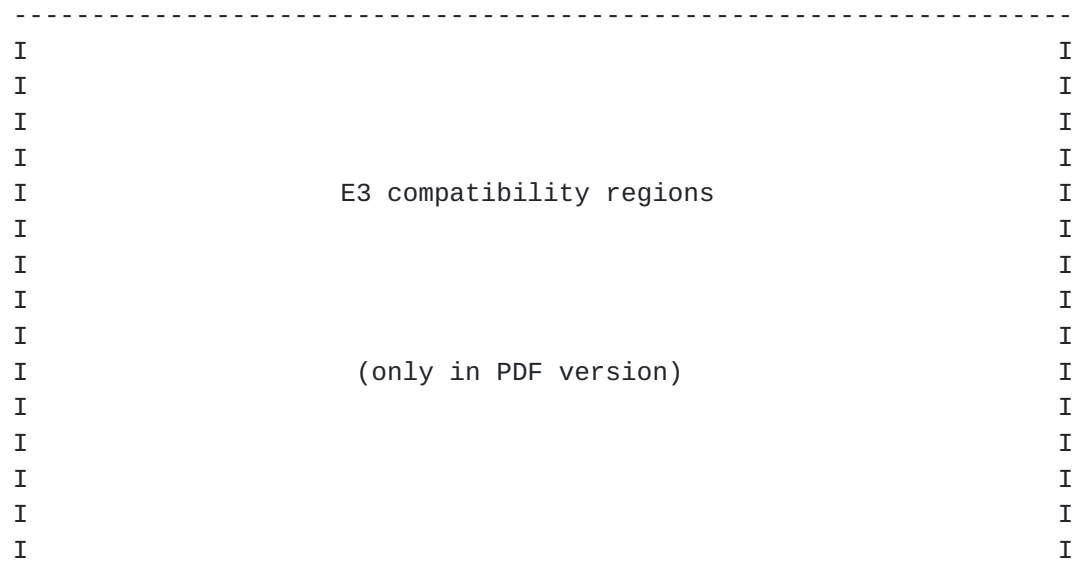 ---------------------------------------------------------------------
I                                                                   I
I                                                                   I
I                                                                   I
I                                                                   I
I                    E3 compatibility regions                       I
I                                                                   I
I                                                                   I
I                                                                   I
I                                                                   I
I                     (only in PDF version)                         I
I                                                                   I
I                                                                   I
I                                                                   I
I                                                                   I
I                                                                   I